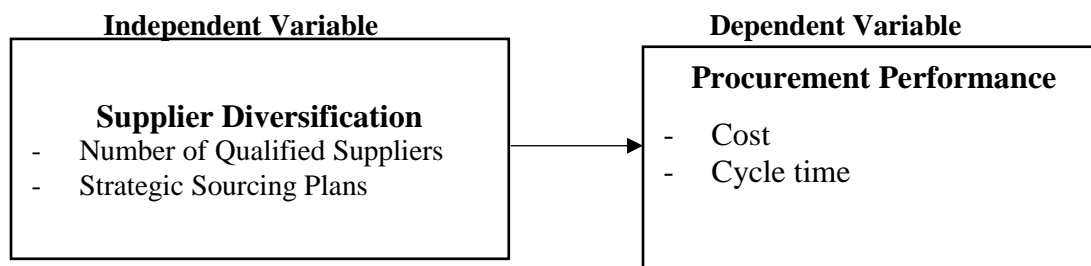 Independent Variable
Supplier Diversification
- Number of Qualified Suppliers
- Strategic Sourcing Plans
Dependent Variable
Procurement Performance
- Cost
- Cycle time